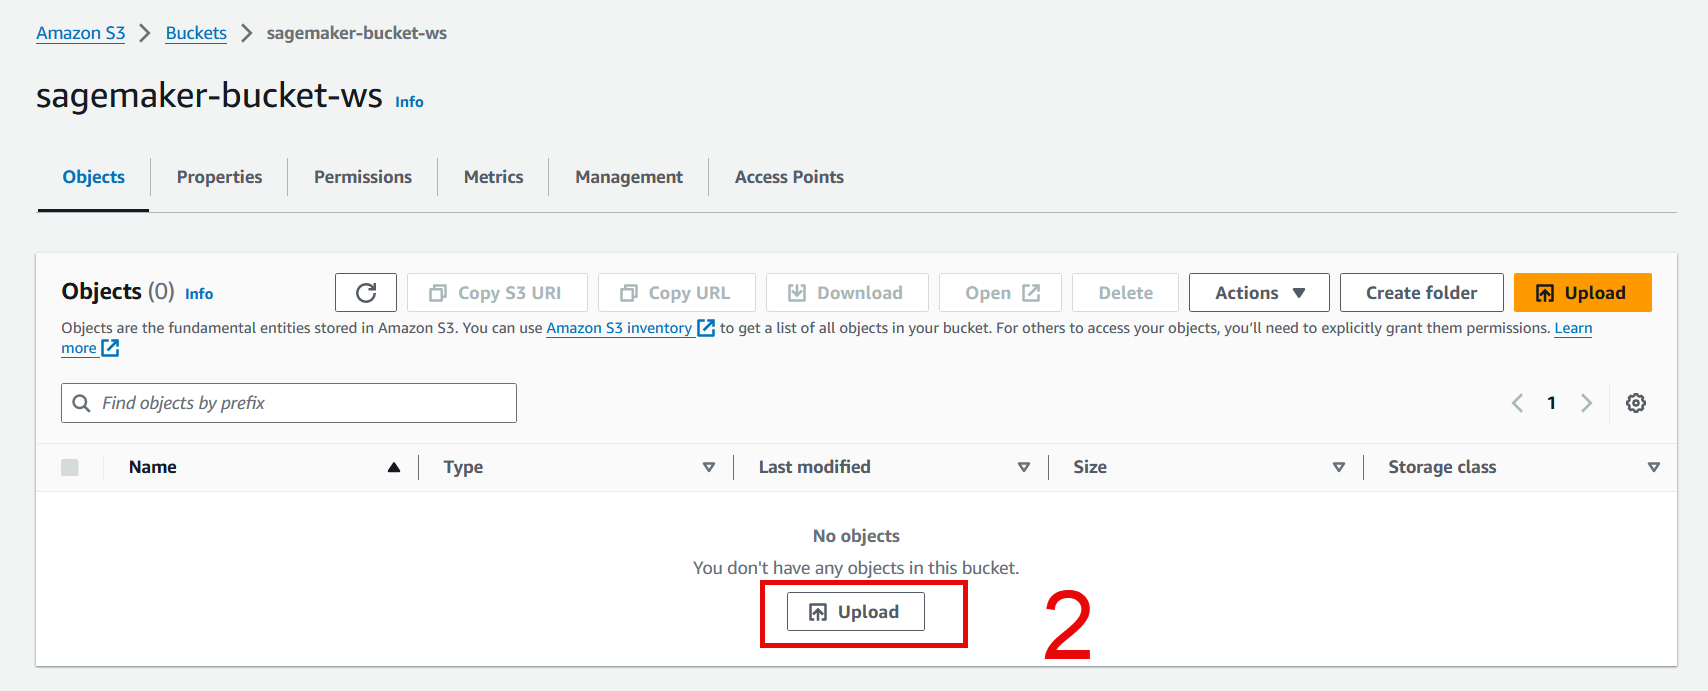 Amazon S3 > Buckets > sagemaker-bucket-ws
sagemaker-bucket-ws Info
Objects Properties Permissions Metrics Management Access Points
Objects (0) Info Copy S3 URI Copy URL Download Open Delete Actions Create folder Upload
Objects are the fundamental entities stored in Amazon S3. You can use Amazon S3 inventory to get a list of all objects in your bucket. For others to access your objects, you’ll need to explicitly grant them permissions. Learn
more
Find objects by prefix 1
Name Type Last modified Size Storage class
No objects
You don't have any objects in this bucket.
Upload 2